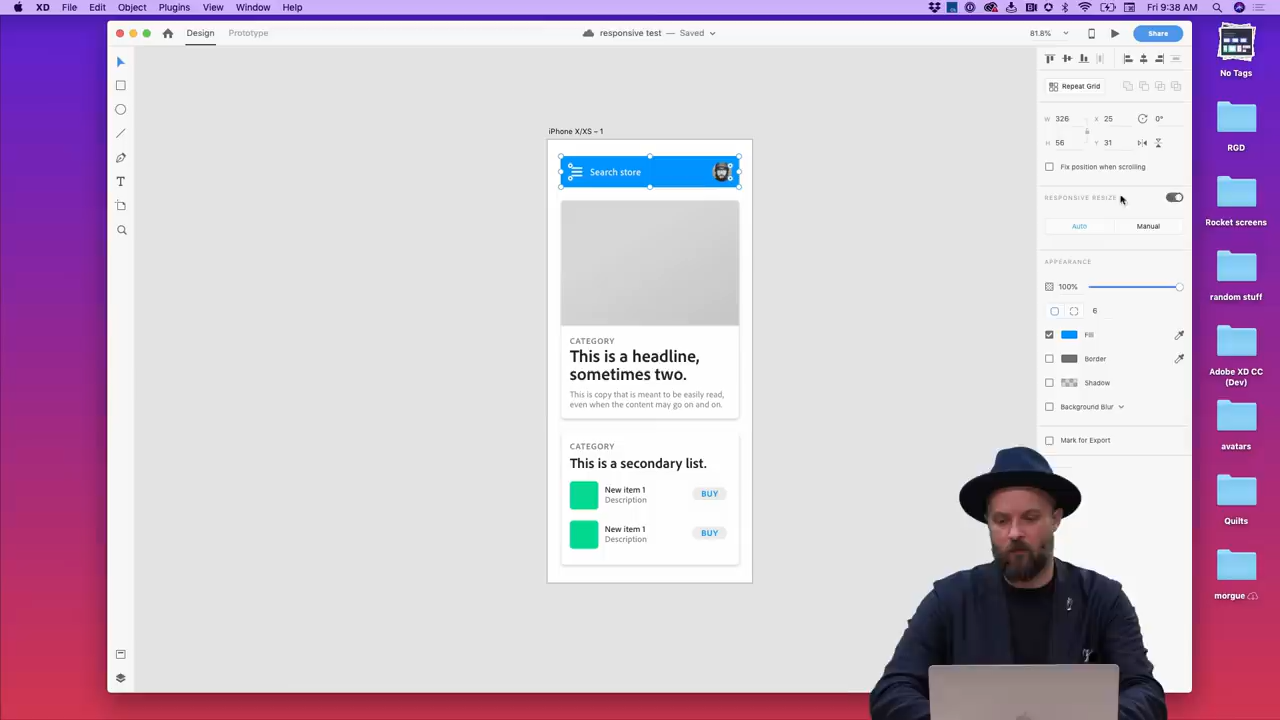 XD File Edit Object Plugins View Window Help
Fri 9:38 AM
Design Prototype
responsive test — Saved
81.8%
Share
No Tags
Repeat Grid
W 326 X 25 0°
H 56 Y 31
RGD
iPhone X/XS – 1
Fix position when scrolling
Search store
RESPONSIVE RESIZE
Auto Manual
Rocket screens
APPEARANCE
100%
random stuff
6
Fill
CATEGORY
This is a headline,
sometimes two.
This is copy that is meant to be easily read,
even when the content may go on and on.
Border
Shadow
Background Blur
Adobe XD CC
(Dev)
Mark for Export
avatars
CATEGORY
This is a secondary list.
New item 1
Description
BUY
New item 1
Description
BUY
Quilts
morgue